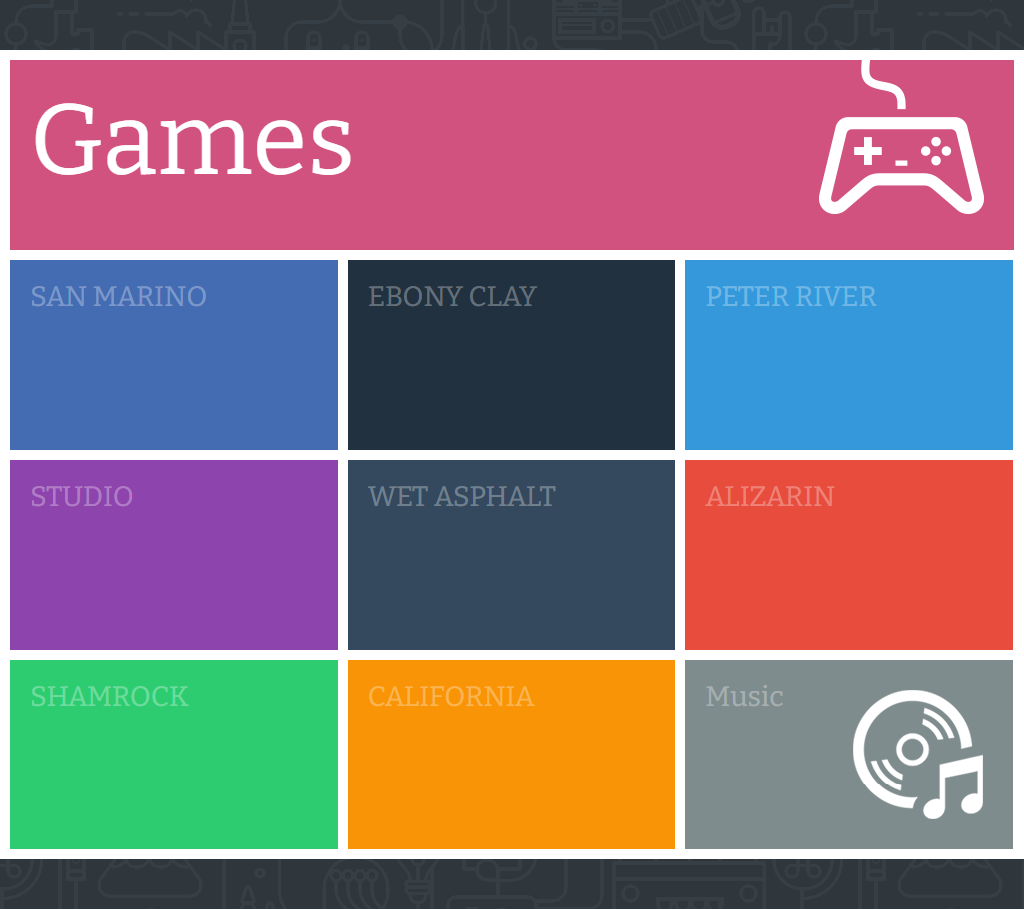 Games
SAN MARINO
EBONY CLAY
PETER RIVER
STUDIO
WET ASPHALT
ALIZARIN
SHAMROCK
CALIFORNIA
Music